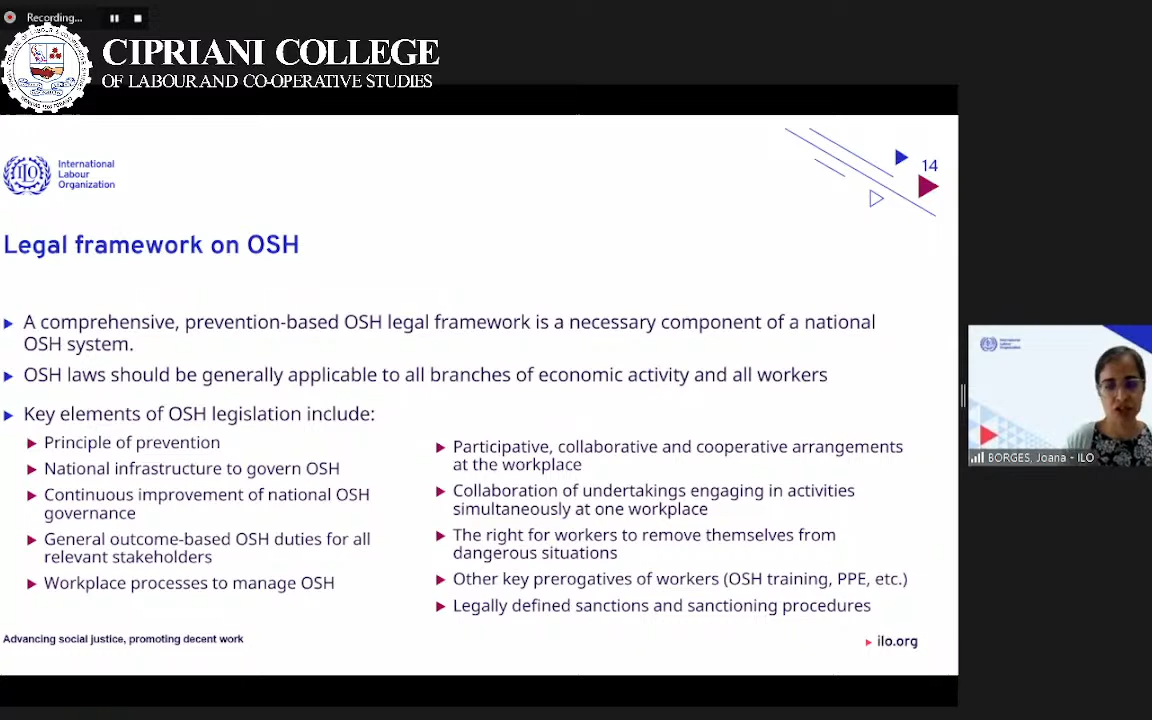 Recording...
CIPRIANI COLLEGE
OF LABOUR AND CO-OPERATIVE STUDIES
International
Labour
Organization
14
Legal framework on OSH
A comprehensive, prevention-based OSH legal framework is a necessary component of a national
OSH system.
OSH laws should be generally applicable to all branches of economic activity and all workers
Key elements of OSH legislation include:
Principle of prevention
National infrastructure to govern OSH
Continuous improvement of national OSH
governance
General outcome-based OSH duties for all
relevant stakeholders
Workplace processes to manage OSH
Participative, collaborative and cooperative arrangements
at the workplace
Collaboration of undertakings engaging in activities
simultaneously at one workplace
The right for workers to remove themselves from
dangerous situations
Other key prerogatives of workers (OSH training, PPE, etc.)
Legally defined sanctions and sanctioning procedures
Advancing social justice, promoting decent work
ilo.org
BORGES, Joana - ILO